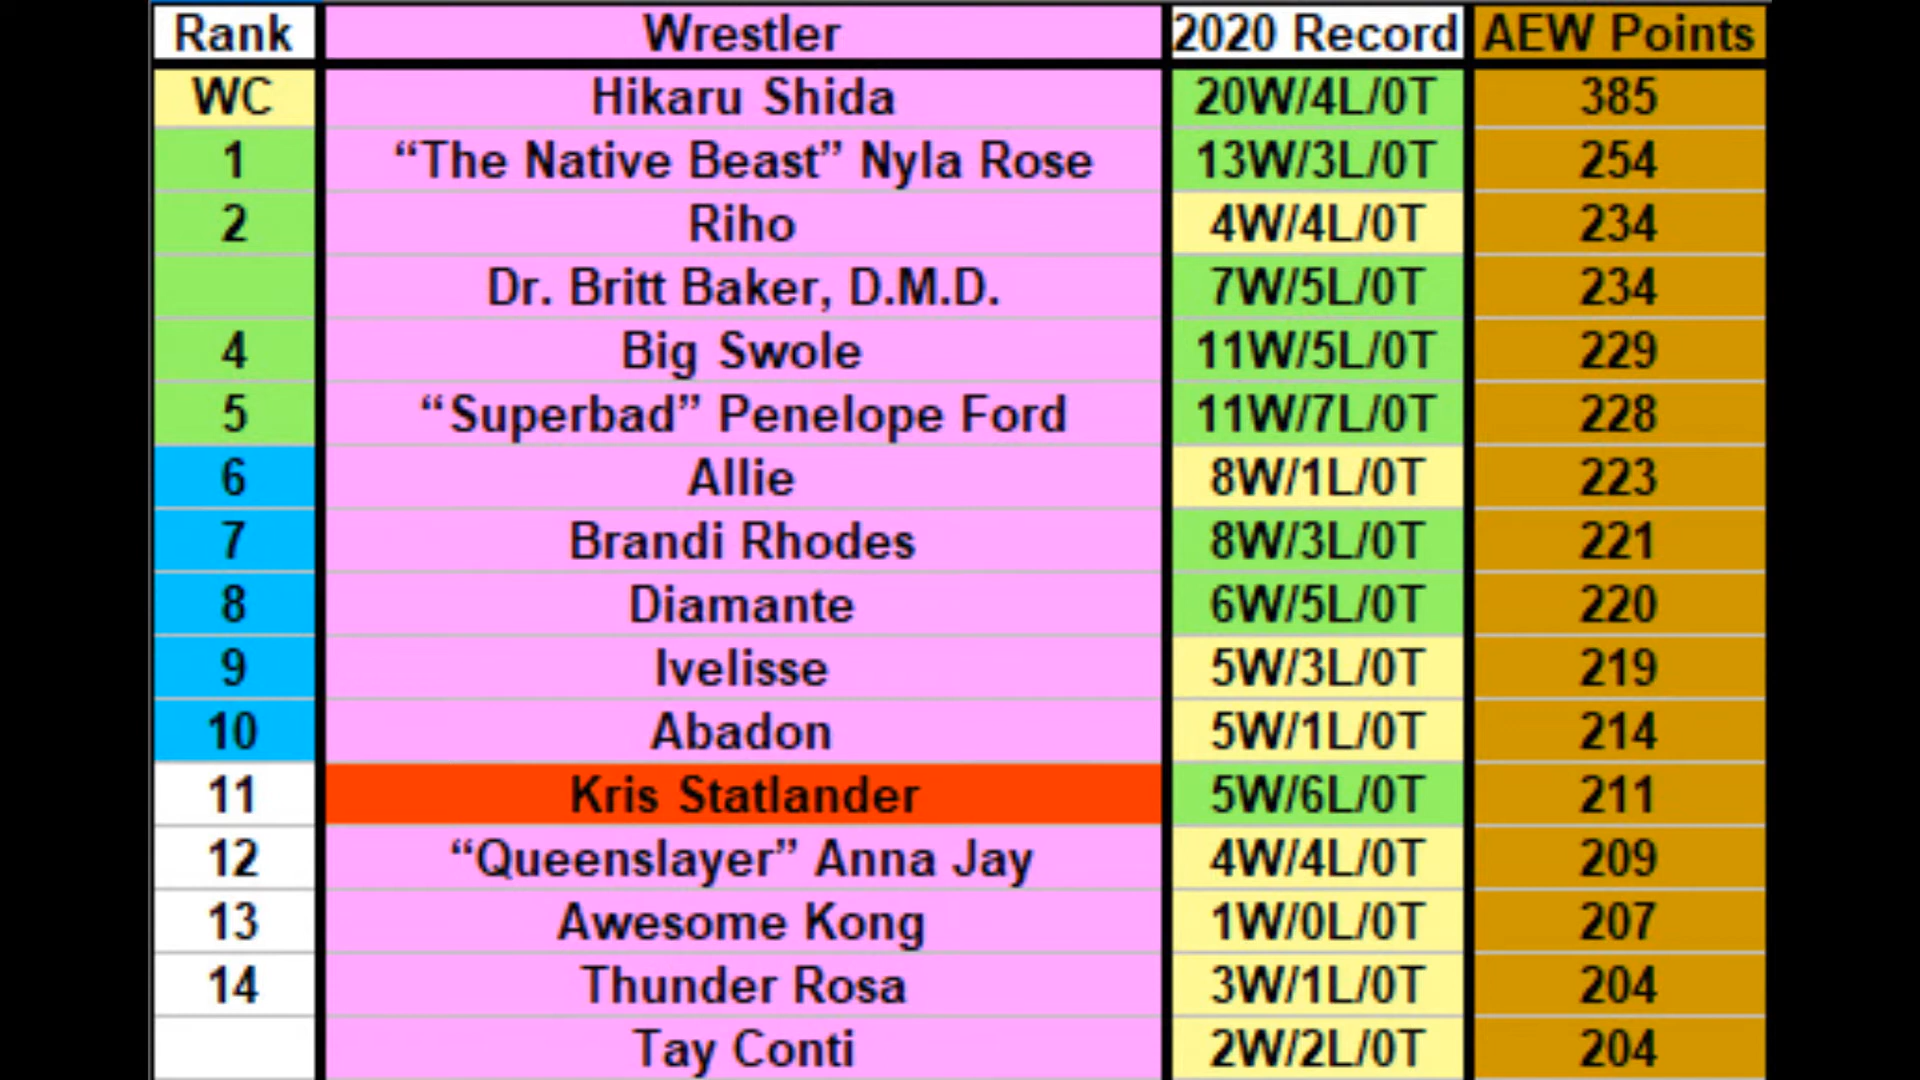 Rank Wrestler 2020 Record AEW Points
WC Hikaru Shida 20W/4L/0T 385
1 “The Native Beast” Nyla Rose 13W/3L/0T 254
2 Riho 4W/4L/0T 234
Dr. Britt Baker, D.M.D. 7W/5L/0T 234
4 Big Swole 11W/5L/0T 229
5 “Superbad” Penelope Ford 11W/7L/0T 228
6 Allie 8W/1L/0T 223
7 Brandi Rhodes 8W/3L/0T 221
8 Diamante 6W/5L/0T 220
9 Ivelisse 5W/3L/0T 219
10 Abadon 5W/1L/0T 214
11 Kris Statlander 5W/6L/0T 211
12 “Queenslayer” Anna Jay 4W/4L/0T 209
13 Awesome Kong 1W/0L/0T 207
14 Thunder Rosa 3W/1L/0T 204
Tay Conti 2W/2L/0T 204